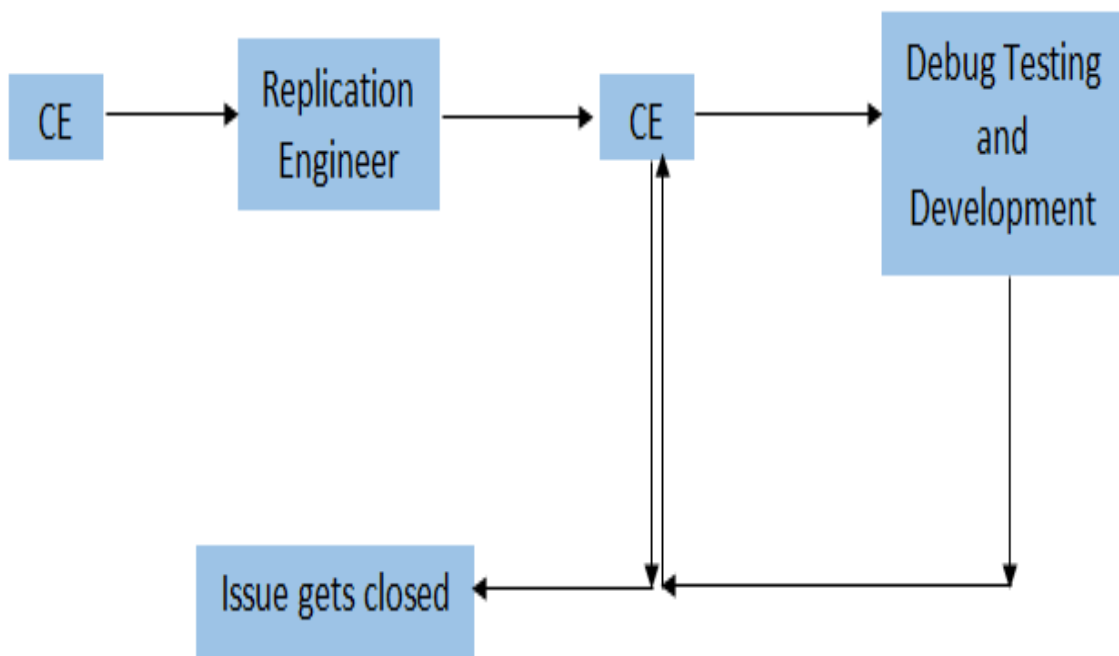 CE
Replication
Engineer
CE
Debug Testing
and
Development
Issue gets closed